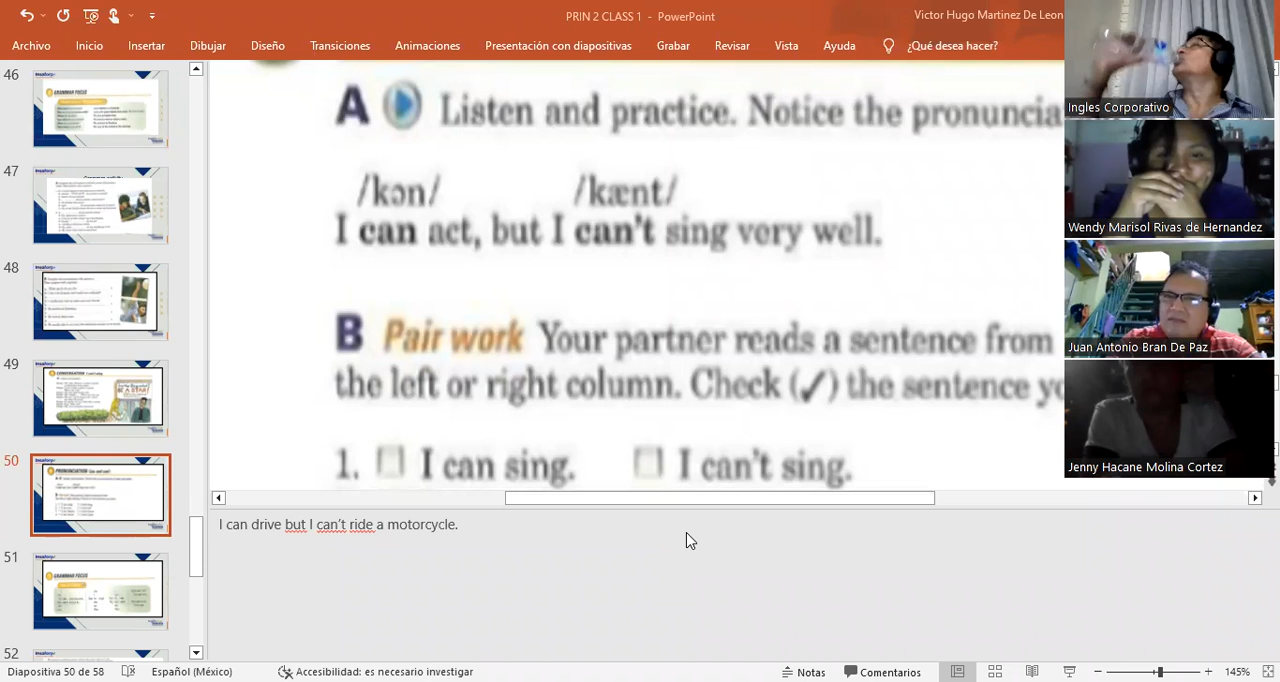 PRIN 2 CLASS 1 - PowerPoint
Victor Hugo Martinez De Leon
Archivo Inicio Insertar Dibujar Diseño Transiciones Animaciones Presentación con diapositivas Grabar Revisar Vista Ayuda ¿Qué desea hacer?
46
GRAMMAR FOCUS
47
48
49
50
51
GRAMMAR FOCUS
52
A Listen and practice. Notice the pronuncia
/kən/ /kænt/
I can act, but I can't sing very well.
B Pair work Your partner reads a sentence from
the left or right column. Check (✓) the sentence yo
1. I can sing. I can't sing.
I can drive but I can't ride a motorcycle.
Ingles Corporativo
Wendy Marisol Rivas de Hernandez
Juan Antonio Bran De Paz
Jenny Hacane Molina Cortez
Diapositiva 50 de 58 Español (México) Accesibilidad: es necesario investigar Notas Comentarios 145%